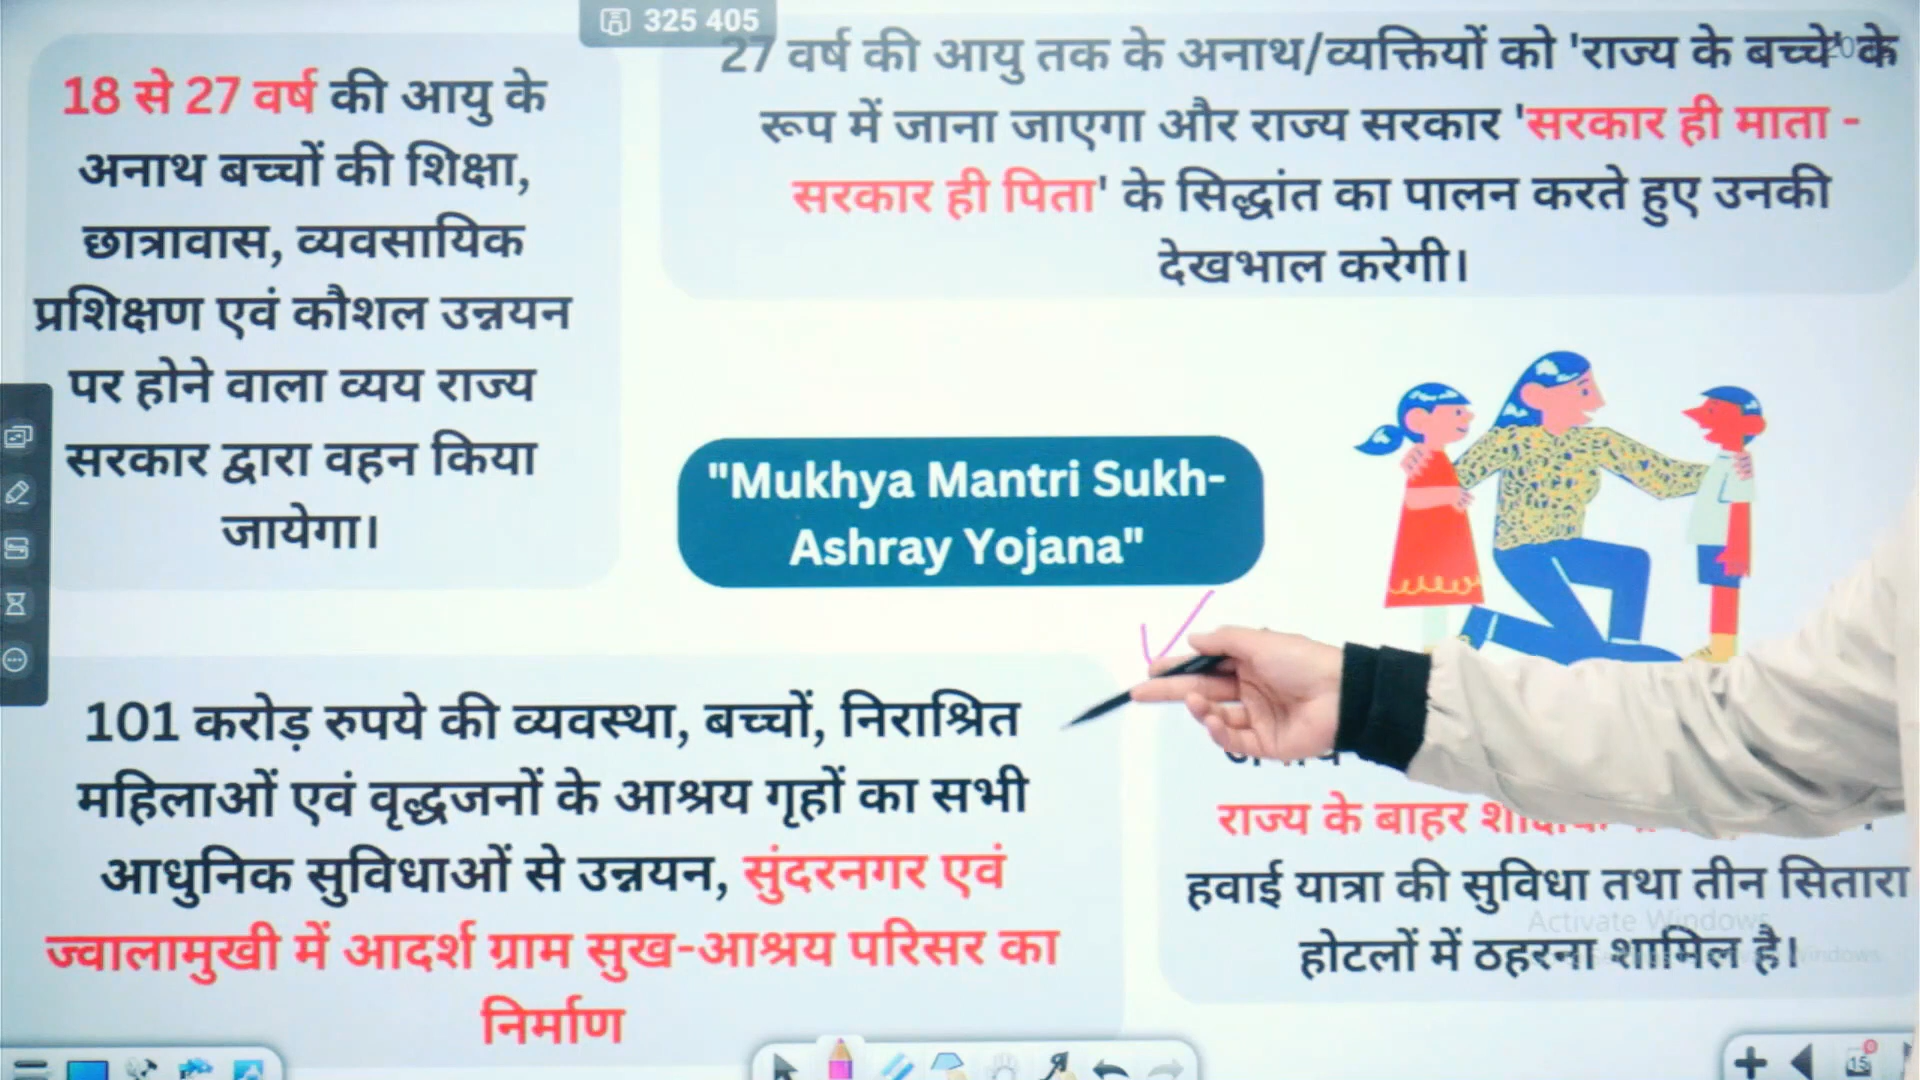 325 405
18 से 27 वर्ष की आयु के
अनाथ बच्चों की शिक्षा,
छात्रावास, व्यवसायिक
प्रशिक्षण एवं कौशल उन्नयन
पर होने वाला व्यय राज्य
सरकार द्वारा वहन किया
जायेगा।
27 वर्ष की आयु तक के अनाथ/व्यक्तियों को 'राज्य के बच्चे' के
रूप में जाना जाएगा और राज्य सरकार 'सरकार ही माता -
सरकार ही पिता' के सिद्धांत का पालन करते हुए उनकी
देखभाल करेगी।
"Mukhya Mantri Sukh-
Ashray Yojana"
101 करोड़ रुपये की व्यवस्था, बच्चों, निराश्रित
महिलाओं एवं वृद्धजनों के आश्रय गृहों का सभी
आधुनिक सुविधाओं से उन्नयन, सुंदरनगर एवं
ज्वालामुखी में आदर्श ग्राम सुख-आश्रय परिसर का
निर्माण
राज्य के बाहर
हवाई यात्रा की सुविधा तथा तीन सितारा
होटलों में ठहरना शामिल है।
Activate Windows
15